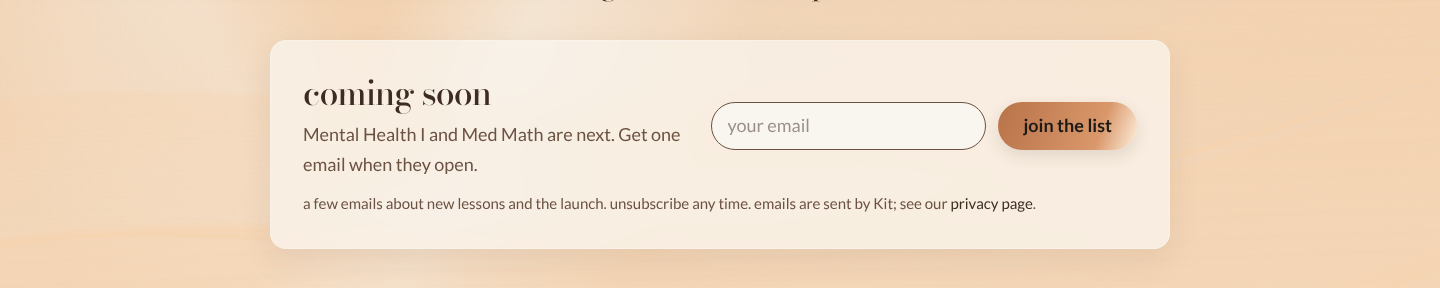 coming soon
Mental Health I and Med Math are next. Get one
email when they open.
your email
join the list
a few emails about new lessons and the launch. unsubscribe any time. emails are sent by Kit; see our privacy page.